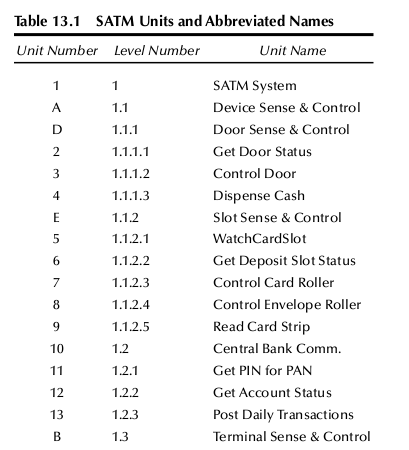 Table 13.1 SATM Units and Abbreviated Names
Unit Number Level Number Unit Name
1 1 SATM System
A 1.1 Device Sense & Control
D 1.1.1 Door Sense & Control
2 1.1.1.1 Get Door Status
3 1.1.1.2 Control Door
4 1.1.1.3 Dispense Cash
E 1.1.2 Slot Sense & Control
5 1.1.2.1 WatchCardSlot
6 1.1.2.2 Get Deposit Slot Status
7 1.1.2.3 Control Card Roller
8 1.1.2.4 Control Envelope Roller
9 1.1.2.5 Read Card Strip
10 1.2 Central Bank Comm.
11 1.2.1 Get PIN for PAN
12 1.2.2 Get Account Status
13 1.2.3 Post Daily Transactions
B 1.3 Terminal Sense & Control